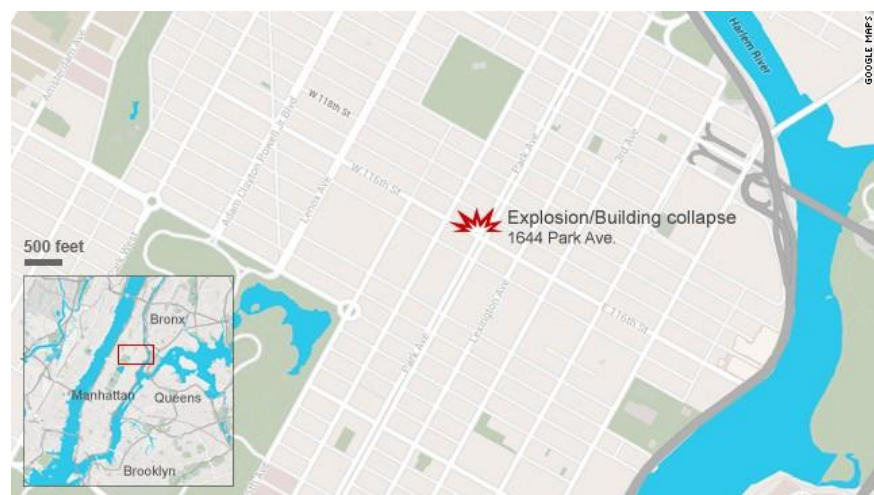 GOOGLE MAPS
Harlem River
Amsterdam Ave
W 118th St
Adam Clayton Powell Jr. Blvd
Park Ave
3rd Ave
W 116th St
Lenox Ave
Explosion/Building collapse
1644 Park Ave.
500 feet
Park West
Lexington Ave
E 116th St
Park Ave
Bronx
Manhattan
Queens
Brooklyn